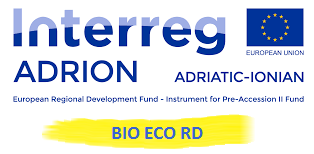 Interreg
EUROPEAN UNION
ADRION ADRIATIC-IONIAN
European Regional Development Fund - Instrument for Pre-Accession II Fund
BIO ECO RD